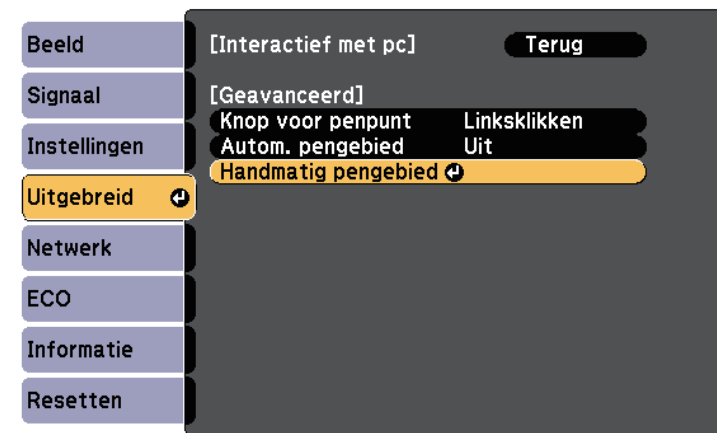 Beeld
Signaal
Instellingen
Uitgebreid
Netwerk
ECO
Informatie
Resetten
[Interactief met pc] Terug
[Geavanceerd]
Knop voor penpunt Linksklikken
Autom. pengebied Uit
Handmatig pengebied